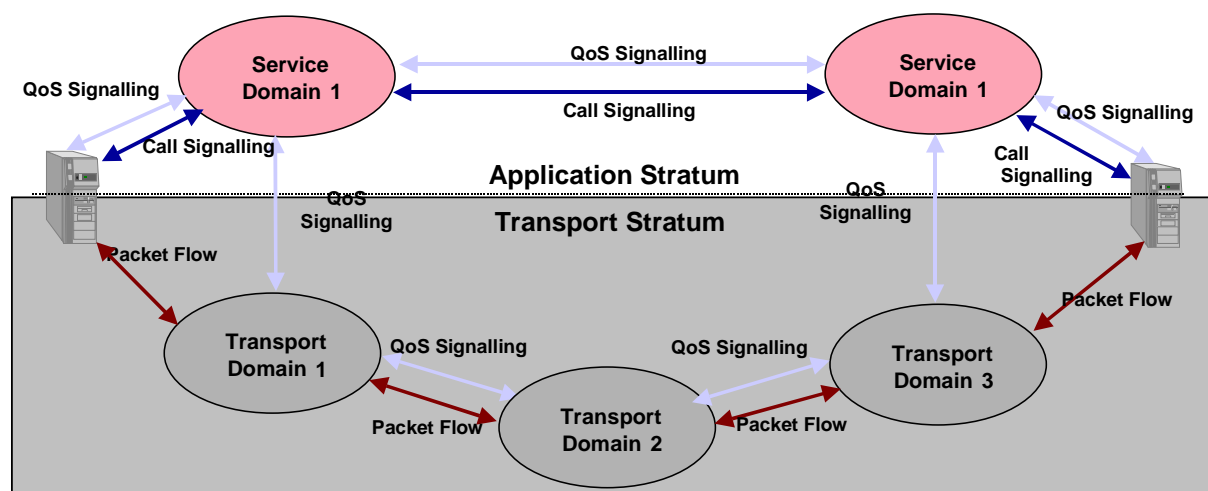 QoS Signalling
Service
Domain 1
QoS Signalling
Call Signalling
Service
Domain 1
QoS Signalling
Call Signalling
Call
Signalling
Application Stratum
QoS
Signalling
QoS
Signalling
Transport Stratum
Packet Flow
Packet Flow
Transport
Domain 1
QoS Signalling
QoS Signalling
Transport
Domain 3
Packet Flow
Transport
Domain 2
Packet Flow